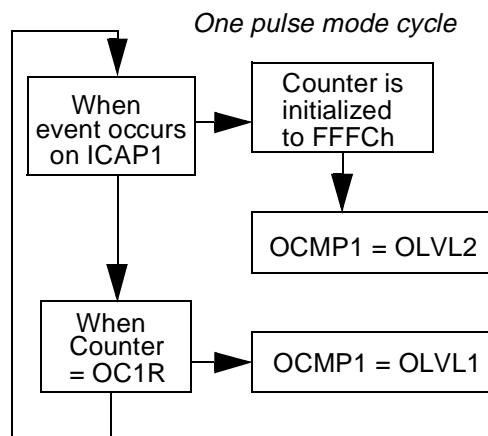 One pulse mode cycle
When
event occurs
on ICAP1
Counter is
initialized
to FFFCh
OCMP1 = OLVL2
When
Counter
= OC1R
OCMP1 = OLVL1